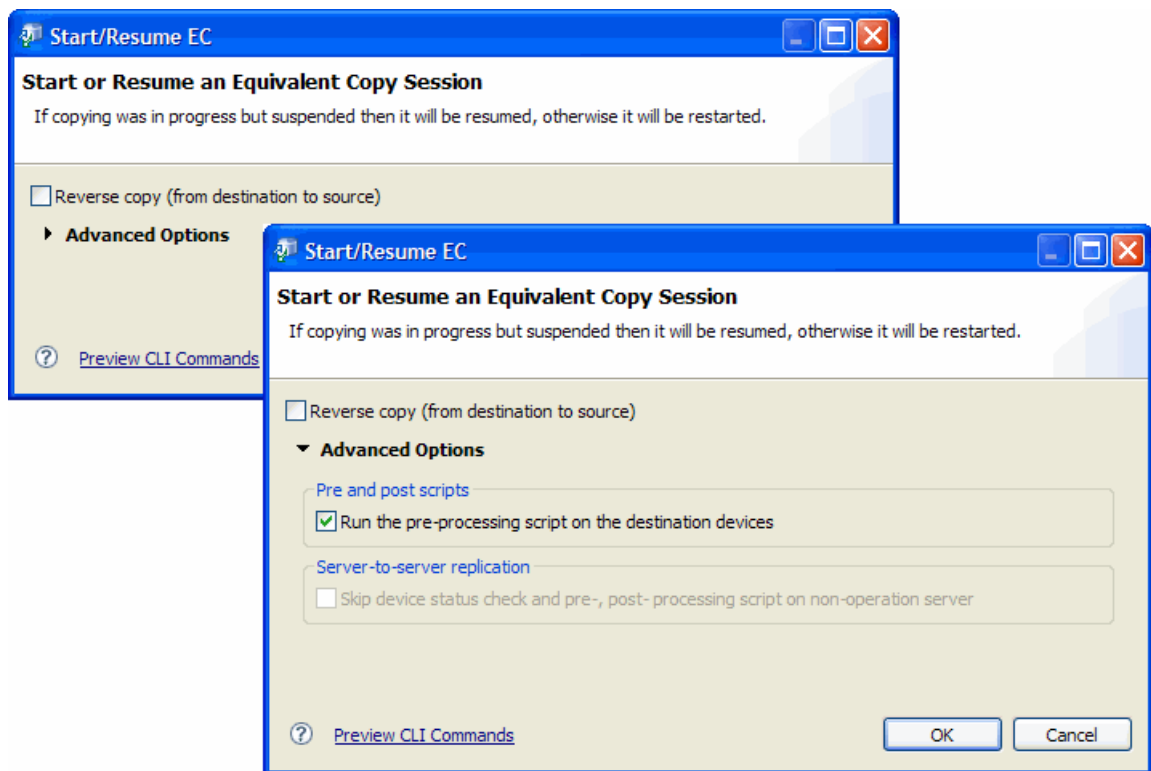 Start/Resume EC
Start or Resume an Equivalent Copy Session
If copying was in progress but suspended then it will be resumed, otherwise it will be restarted.
Reverse copy (from destination to source)
Advanced Options
? Preview CLI Commands
Start/Resume EC
Start or Resume an Equivalent Copy Session
If copying was in progress but suspended then it will be resumed, otherwise it will be restarted.
Reverse copy (from destination to source)
Advanced Options
Pre and post scripts
Run the pre-processing script on the destination devices
Server-to-server replication
Skip device status check and pre-, post- processing script on non-operation server
? Preview CLI Commands OK Cancel